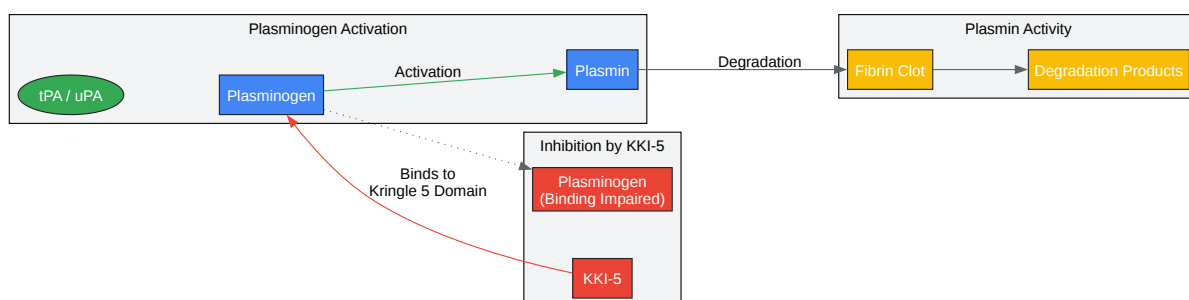 Plasminogen Activation
tPA / uPA
Plasminogen
Activation
Plasmin
Degradation
Plasmin Activity
Fibrin Clot
Degradation Products
Inhibition by KKI-5
Plasminogen
(Binding Impaired)
Binds to
Kringle 5 Domain
KKI-5